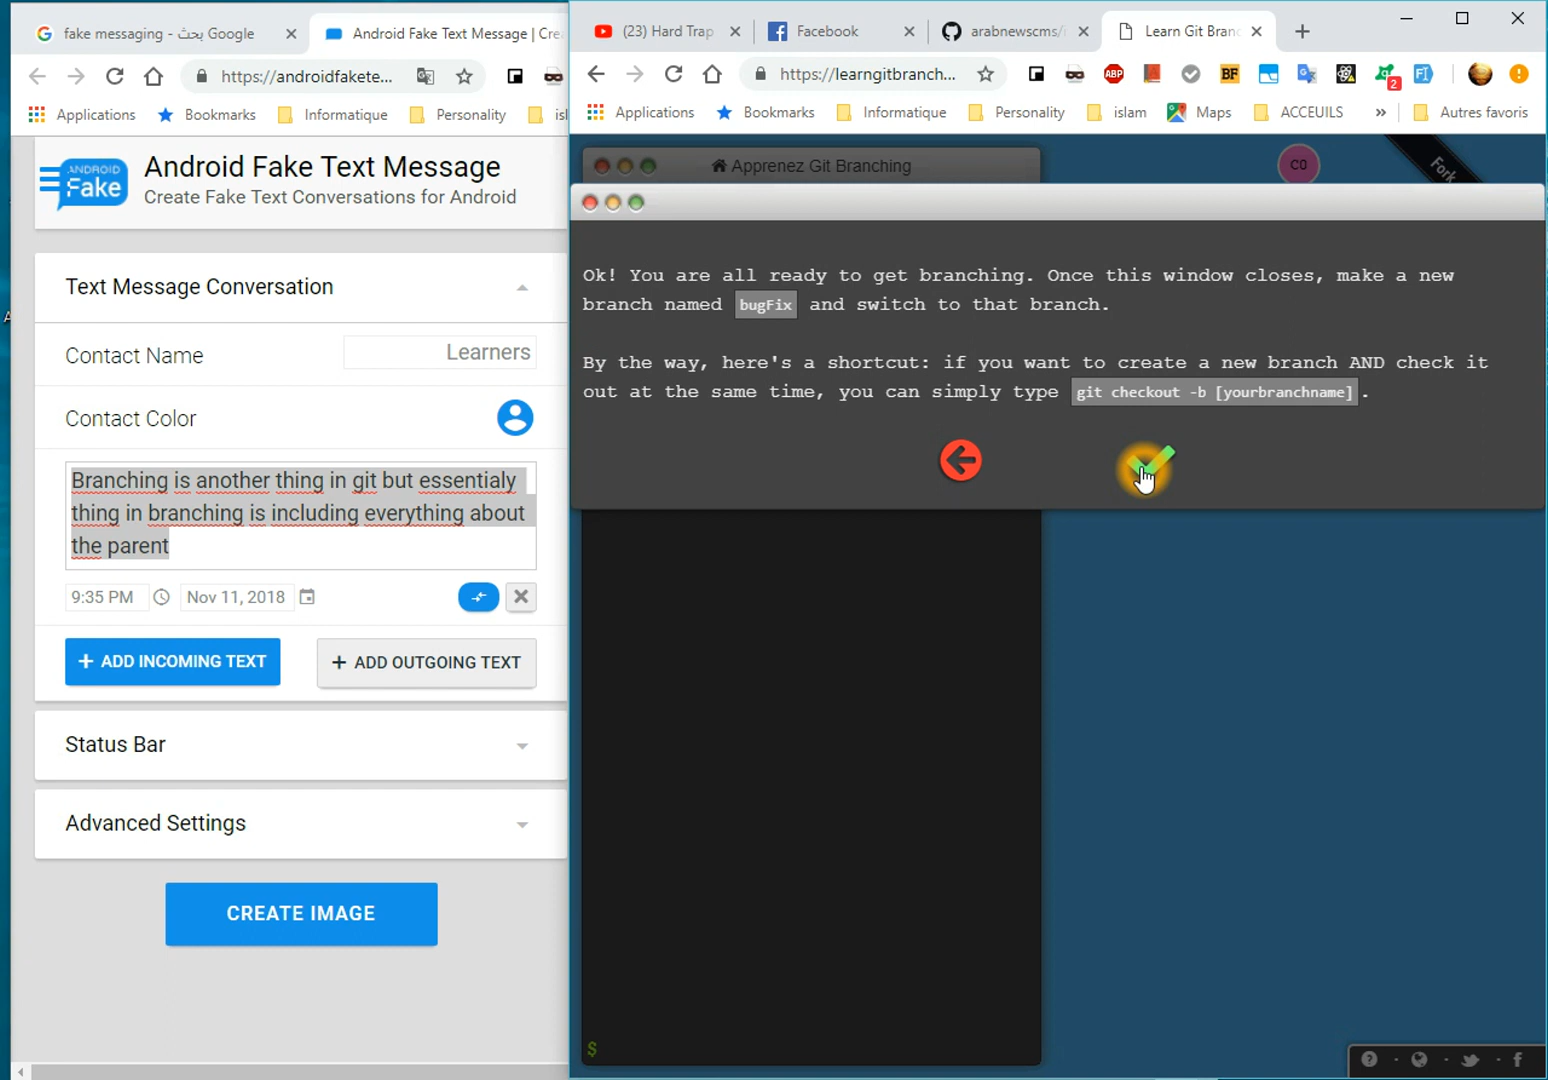 fake messaging - بحث Google
Android Fake Text Message | Cre
https://androidfakete...
Applications
Bookmarks
Informatique
Personality
isl
ANDROID
Fake
Android Fake Text Message
Create Fake Text Conversations for Android
Text Message Conversation
Contact Name
Learners
Contact Color
Branching is another thing in git but essentialy
thing in branching is including everything about
the parent
9:35 PM
Nov 11, 2018
+ ADD INCOMING TEXT
+ ADD OUTGOING TEXT
Status Bar
Advanced Settings
CREATE IMAGE
(23) Hard Trap
Facebook
arabnewscms/
Learn Git Branc
https://learngitbranch...
ABP
BF
2
Applications
Bookmarks
Informatique
Personality
islam
Maps
ACCEUILS
»
Autres favoris
Apprenez Git Branching
C0
Fork
Ok! You are all ready to get branching. Once this window closes, make a new
branch named bugFix and switch to that branch.
By the way, here's a shortcut: if you want to create a new branch AND check it
out at the same time, you can simply type git checkout -b [yourbranchname].
$